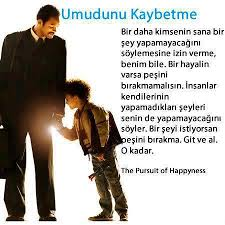 Umudunu Kaybetme
Bir daha kimsenin sana bir
şey yapamayacağını
söylemesine izin verme,
benim bile. Bir hayalin
varsa peşini
bırakmamalısın. İnsanlar
kendilerinin
yapamadıkları şeyleri
senin de yapamayacağını
söyler. Bir şeyi istiyorsan
peşini bırakma. Git ve al.
O kadar.
The Pursuit of Happyness